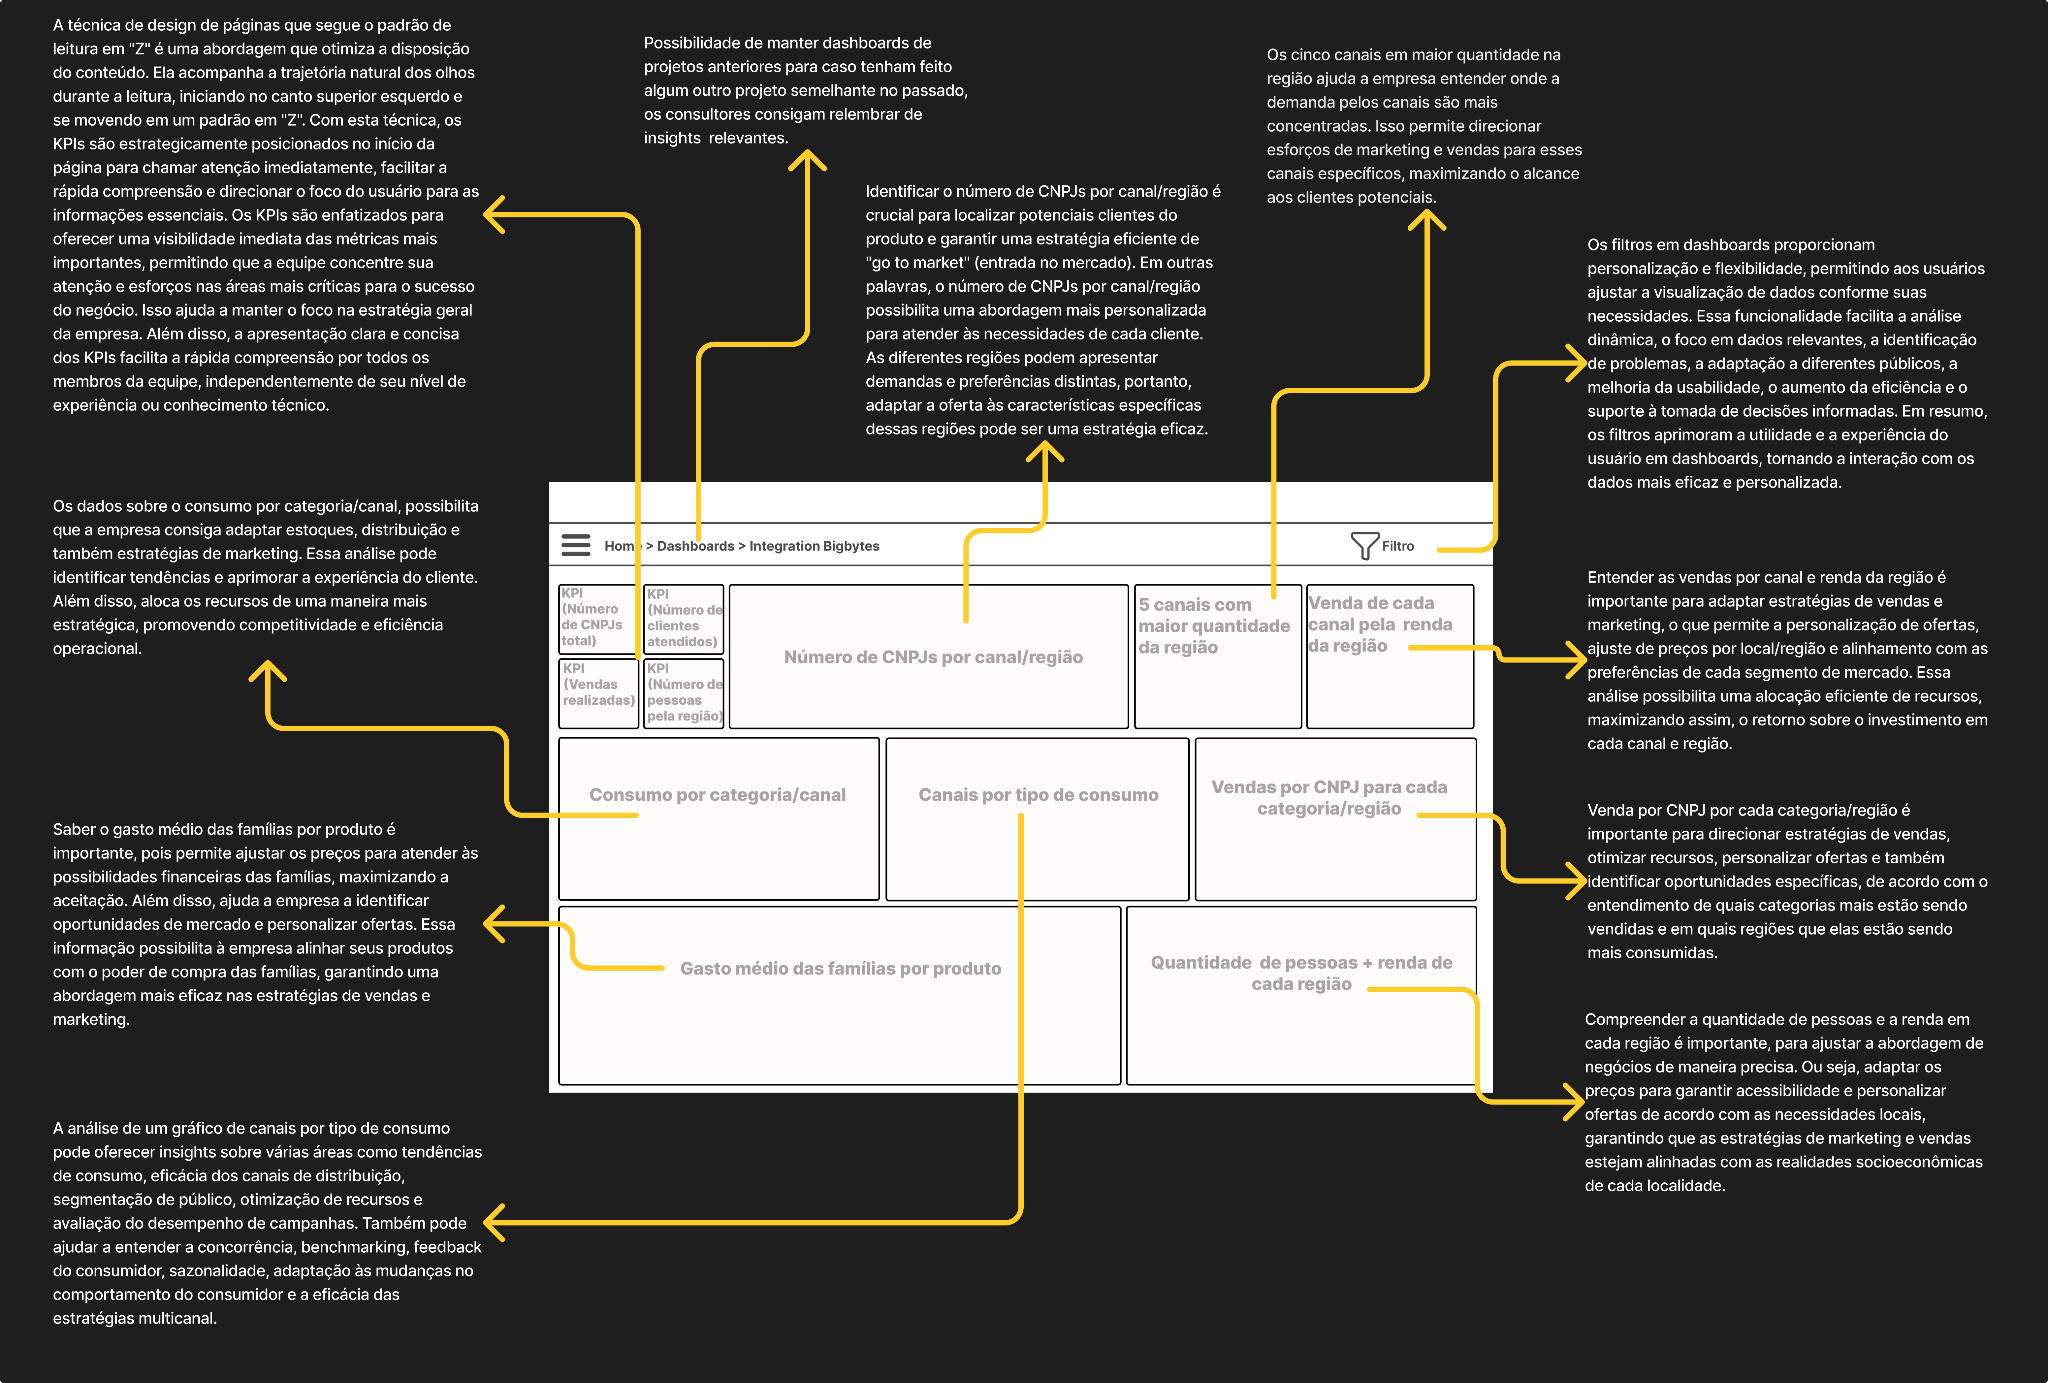 A técnica de design de páginas que segue o padrão de
leitura em "Z" é uma abordagem que otimiza a disposição
do conteúdo. Ela acompanha a trajetória natural dos olhos
durante a leitura, iniciando no canto superior esquerdo e
se movendo em um padrão em "Z". Com esta técnica, os
KPIs são estrategicamente posicionados no início da
página para chamar atenção imediatamente, facilitar a
rápida compreensão e direcionar o foco do usuário para as
informações essenciais. Os KPIs são enfatizados para
oferecer uma visibilidade imediata das métricas mais
importantes, permitindo que a equipe concentre sua
atenção e esforços nas áreas mais críticas para o sucesso
do negócio. Isso ajuda a manter o foco na estratégia geral
da empresa. Além disso, a apresentação clara e concisa
dos KPIs facilita a rápida compreensão por todos os
membros da equipe, independentemente de seu nível de
experiência ou conhecimento técnico.
Possibilidade de manter dashboards de
projetos anteriores para caso tenham feito
algum outro projeto semelhante no passado,
os consultores consigam relembrar de
insights  relevantes.
Identificar o número de CNPJs por canal/região é
crucial para localizar potenciais clientes do
produto e garantir uma estratégia eficiente de
"go to market" (entrada no mercado). Em outras
palavras, o número de CNPJs por canal/região
possibilita uma abordagem mais personalizada
para atender às necessidades de cada cliente.
As diferentes regiões podem apresentar
demandas e preferências distintas, portanto,
adaptar a oferta às características específicas
dessas regiões pode ser uma estratégia eficaz.
Os cinco canais em maior quantidade na
região ajuda a empresa entender onde a
demanda pelos canais são mais
concentradas. Isso permite direcionar
esforços de marketing e vendas para esses
canais específicos, maximizando o alcance
aos clientes potenciais.
Os filtros em dashboards proporcionam
personalização e flexibilidade, permitindo aos usuários
ajustar a visualização de dados conforme suas
necessidades. Essa funcionalidade facilita a análise
dinâmica, o foco em dados relevantes, a identificação
de problemas, a adaptação a diferentes públicos, a
melhoria da usabilidade, o aumento da eficiência e o
suporte à tomada de decisões informadas. Em resumo,
os filtros aprimoram a utilidade e a experiência do
usuário em dashboards, tornando a interação com os
dados mais eficaz e personalizada.
Os dados sobre o consumo por categoria/canal, possibilita
que a empresa consiga adaptar estoques, distribuição e
também estratégias de marketing. Essa análise pode
identificar tendências e aprimorar a experiência do cliente.
Além disso, aloca os recursos de uma maneira mais
estratégica, promovendo competitividade e eficiência
operacional.
Home > Dashboards > Integration Bigbytes
Filtro
KPI
(Número
de CNPJs
total)
KPI
(Número de
clientes
atendidos)
KPI
(Vendas
realizadas)
KPI
(Número de
pessoas
pela região)
Número de CNPJs por canal/região
5 canais com
maior quantidade
da região
Venda de cada
canal pela  renda
da região
Entender as vendas por canal e renda da região é
importante para adaptar estratégias de vendas e
marketing, o que permite a personalização de ofertas,
ajuste de preços por local/região e alinhamento com as
preferências de cada segmento de mercado. Essa
análise possibilita uma alocação eficiente de recursos,
maximizando assim, o retorno sobre o investimento em
cada canal e região.
Consumo por categoria/canal
Canais por tipo de consumo
Vendas por CNPJ para cada
categoria/região
Saber o gasto médio das famílias por produto é
importante, pois permite ajustar os preços para atender às
possibilidades financeiras das famílias, maximizando a
aceitação. Além disso, ajuda a empresa a identificar
oportunidades de mercado e personalizar ofertas. Essa
informação possibilita à empresa alinhar seus produtos
com o poder de compra das famílias, garantindo uma
abordagem mais eficaz nas estratégias de vendas e
marketing.
Venda por CNPJ por cada categoria/região é
importante para direcionar estratégias de vendas,
otimizar recursos, personalizar ofertas e também
identificar oportunidades específicas, de acordo com o
entendimento de quais categorias mais estão sendo
vendidas e em quais regiões que elas estão sendo
mais consumidas.
Gasto médio das famílias por produto
Quantidade  de pessoas + renda de
cada região
Compreender a quantidade de pessoas e a renda em
cada região é importante, para ajustar a abordagem de
negócios de maneira precisa. Ou seja, adaptar os
preços para garantir acessibilidade e personalizar
ofertas de acordo com as necessidades locais,
garantindo que as estratégias de marketing e vendas
estejam alinhadas com as realidades socioeconômicas
de cada localidade.
A análise de um gráfico de canais por tipo de consumo
pode oferecer insights sobre várias áreas como tendências
de consumo, eficácia dos canais de distribuição,
segmentação de público, otimização de recursos e
avaliação do desempenho de campanhas. Também pode
ajudar a entender a concorrência, benchmarking, feedback
do consumidor, sazonalidade, adaptação às mudanças no
comportamento do consumidor e a eficácia das
estratégias multicanal.